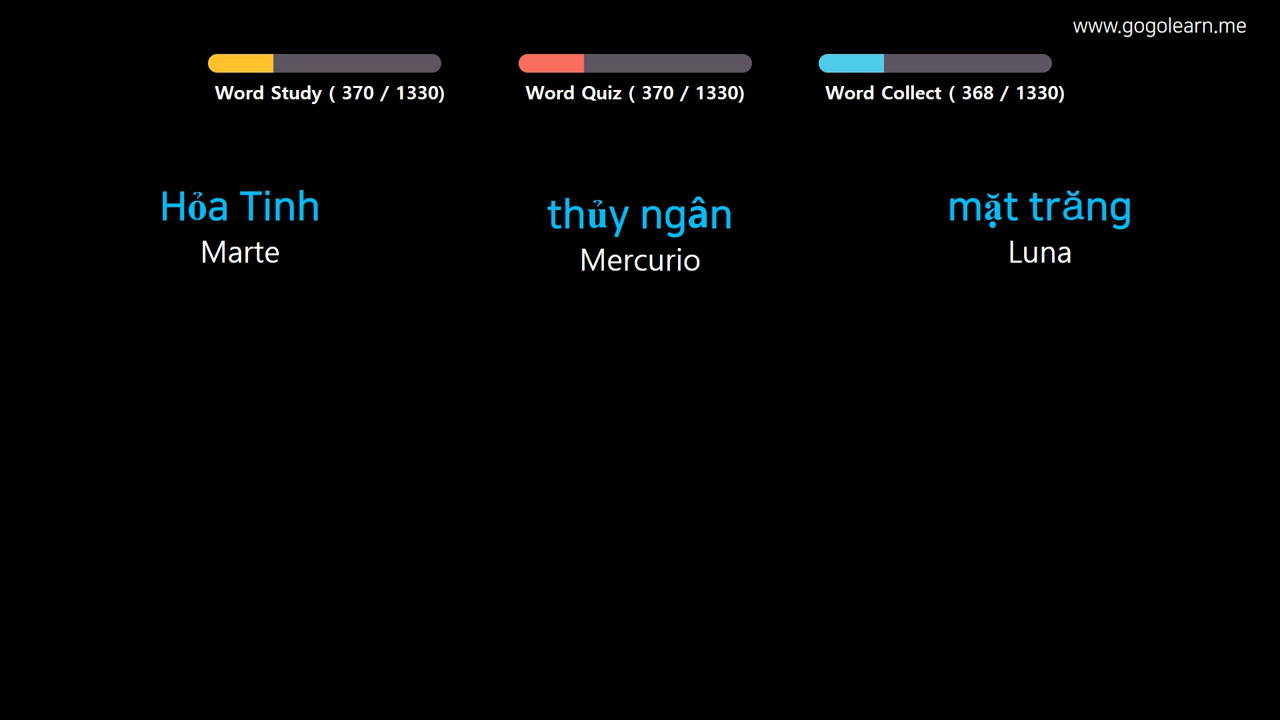 www.gogolearn.me
Word Study ( 370 / 1330)
Word Quiz ( 370 / 1330)
Word Collect ( 368 / 1330)
Hỏa Tinh
Marte
thủy ngân
Mercurio
mặt trăng
Luna